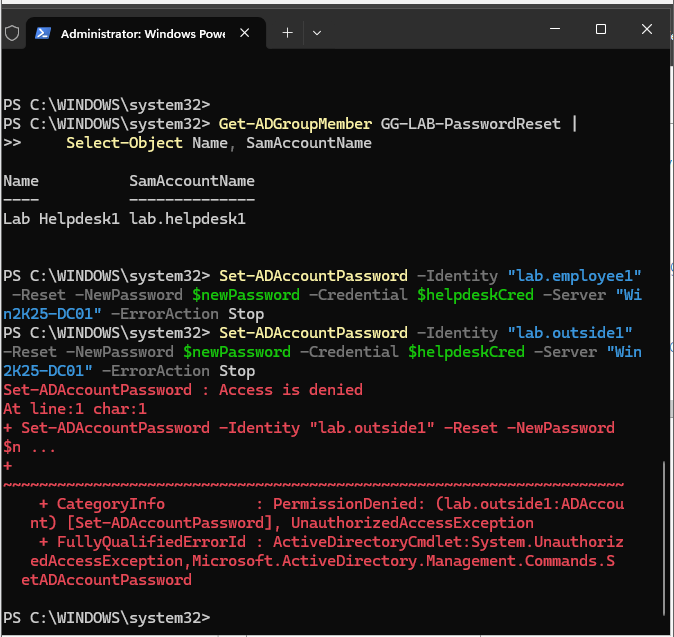 Administrator: Windows Powe
PS C:\WINDOWS\system32>
PS C:\WINDOWS\system32> Get-ADGroupMember GG-LAB-PasswordReset |
>>     Select-Object Name, SamAccountName
Name          SamAccountName
----          --------------
Lab Helpdesk1 lab.helpdesk1
PS C:\WINDOWS\system32> Set-ADAccountPassword -Identity "lab.employee1"
 -Reset -NewPassword $newPassword -Credential $helpdeskCred -Server "Wi
n2K25-DC01" -ErrorAction Stop
PS C:\WINDOWS\system32> Set-ADAccountPassword -Identity "lab.outside1"
-Reset -NewPassword $newPassword -Credential $helpdeskCred -Server "Win
2K25-DC01" -ErrorAction Stop
Set-ADAccountPassword : Access is denied
At line:1 char:1
+ Set-ADAccountPassword -Identity "lab.outside1" -Reset -NewPassword
$n ...
+
~~~~~~~~~~~~~~~~~~~~~~~~~~~~~~~~~~~~~~~~~~~~~~~~~~~~~~~~~~~~~~~~~~~~~
    + CategoryInfo          : PermissionDenied: (lab.outside1:ADAccou
   nt) [Set-ADAccountPassword], UnauthorizedAccessException
    + FullyQualifiedErrorId : ActiveDirectoryCmdlet:System.Unauthoriz
   edAccessException,Microsoft.ActiveDirectory.Management.Commands.S
  etADAccountPassword
PS C:\WINDOWS\system32>